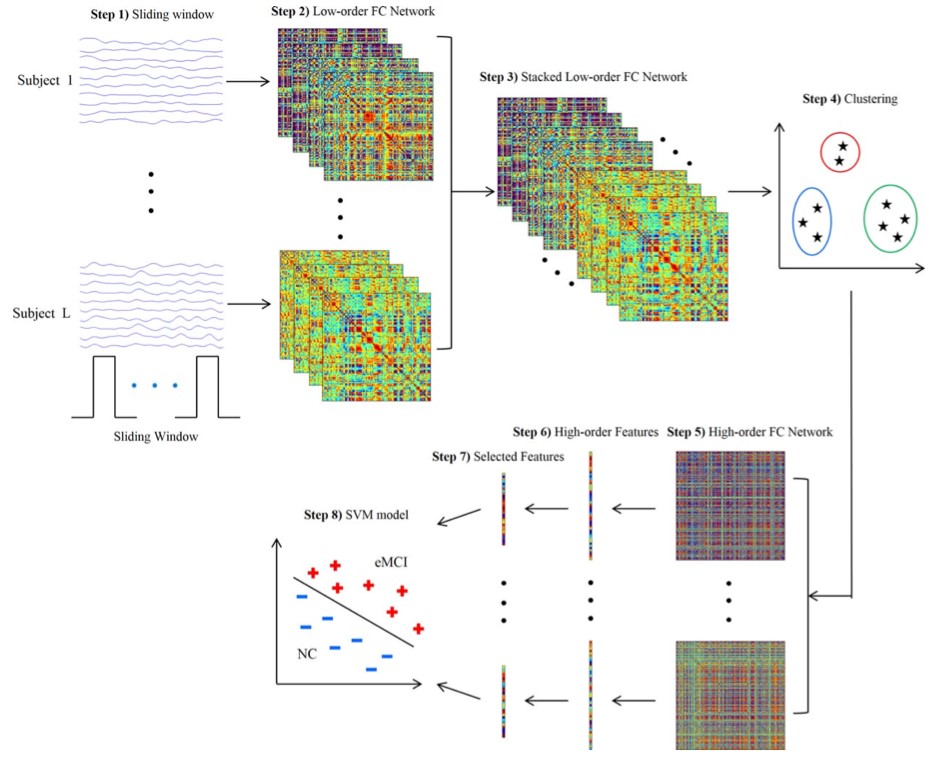 Step 1) Sliding window
Step 2) Low-order FC Network
Subject 1
Step 3) Stacked Low-order FC Network
Step 4) Clustering
Subject L
Sliding Window
Step 6) High-order Features
Step 5) High-order FC Network
Step 7) Selected Features
Step 8) SVM model
eMCI
NC